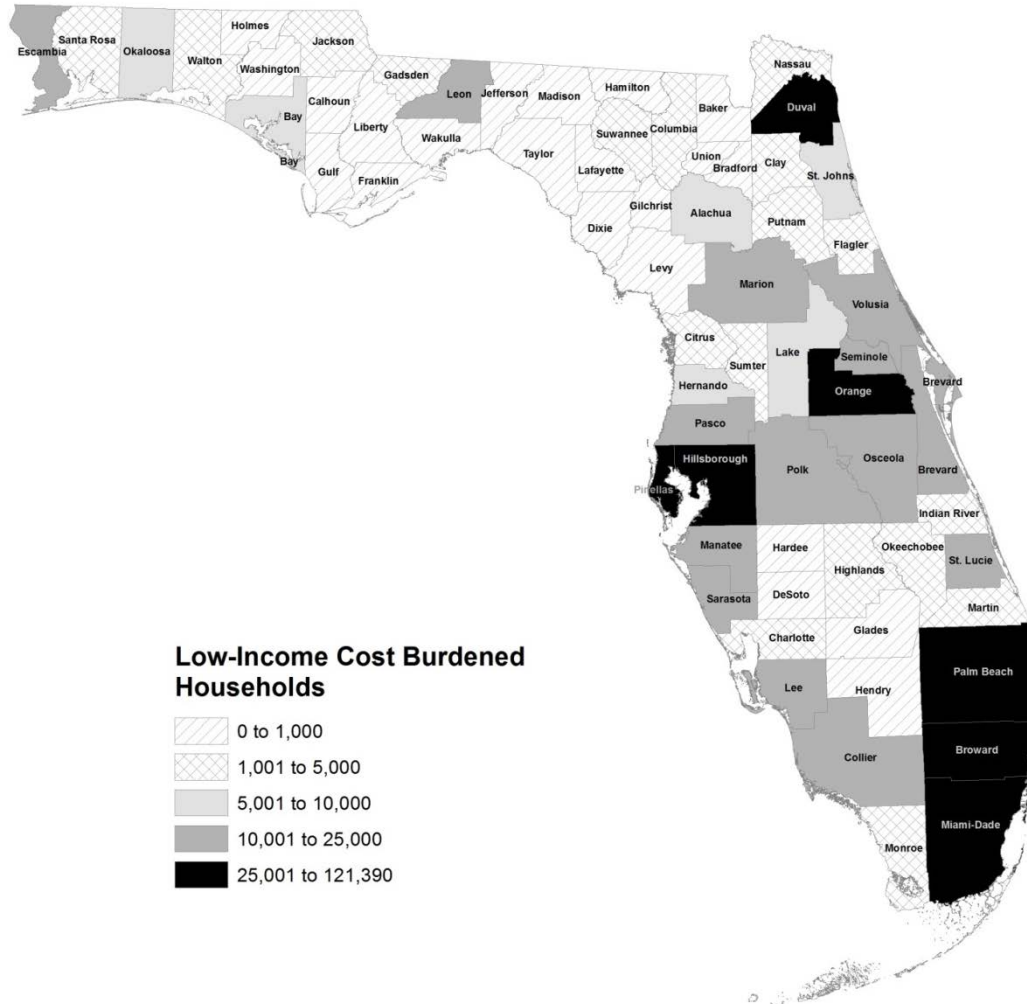 Holmes
Santa Rosa
Jackson
Escambia
Okaloosa
Walton
Washington
Gadsden
Nassau
Leon
Jefferson
Madison
Hamilton
Calhoun
Bay
Duval
Liberty
Wakulla
Suwannee
Columbia
Baker
Taylor
Union
Bradford
Clay
Bay
Gulf
Franklin
Lafayette
St. Johns
Gilchrist
Alachua
Putnam
Dixie
Flagler
Levy
Marion
Volusia
Citrus
Sumter
Lake
Seminole
Hernando
Orange
Brevard
Pasco
Hillsborough
Pinellas
Polk
Osceola
Brevard
Indian River
Manatee
Hardee
Okeechobee
Highlands
St. Lucie
Sarasota
DeSoto
Martin
Charlotte
Glades
Palm Beach
Lee
Hendry
Broward
Collier
Miami-Dade
Monroe
Low-Income Cost Burdened
Households
0 to 1,000
1,001 to 5,000
5,001 to 10,000
10,001 to 25,000
25,001 to 121,390